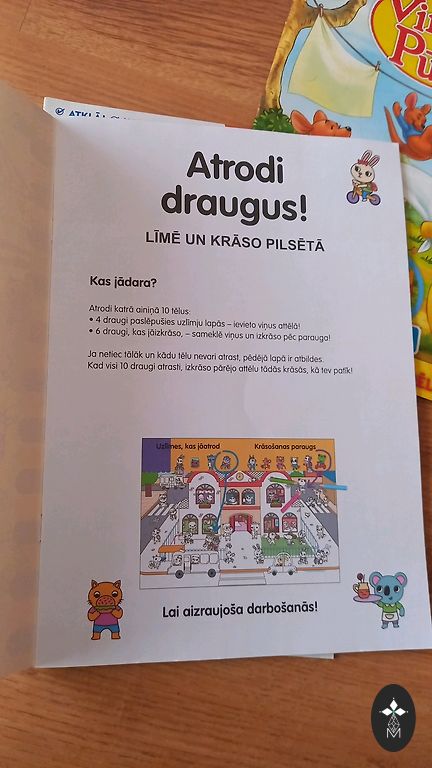 ATKLĀJ
Atrodi
draugus!
LĪMĒ UN KRĀSO PILSĒTĀ
Kas jādara?
Atrodi katrā ainiņā 10 tēlus:
• 4 draugi paslēpušies uzlīmju lapās – ievieto viņus attēlā!
• 6 draugi, kas jāizkrāso, – sameklē viņus un izkrāso pēc parauga!
Ja netiec tālāk un kādu tēlu nevari atrast, pēdējā lapā ir atbildes.
Kad visi 10 draugi atrasti, izkrāso pārējo attēlu tādās krāsās, kā tev patīk!
Uzlīmes, kas jāatrod
Krāsošanas paraugs
Lai aizraujoša darbošanās!
M